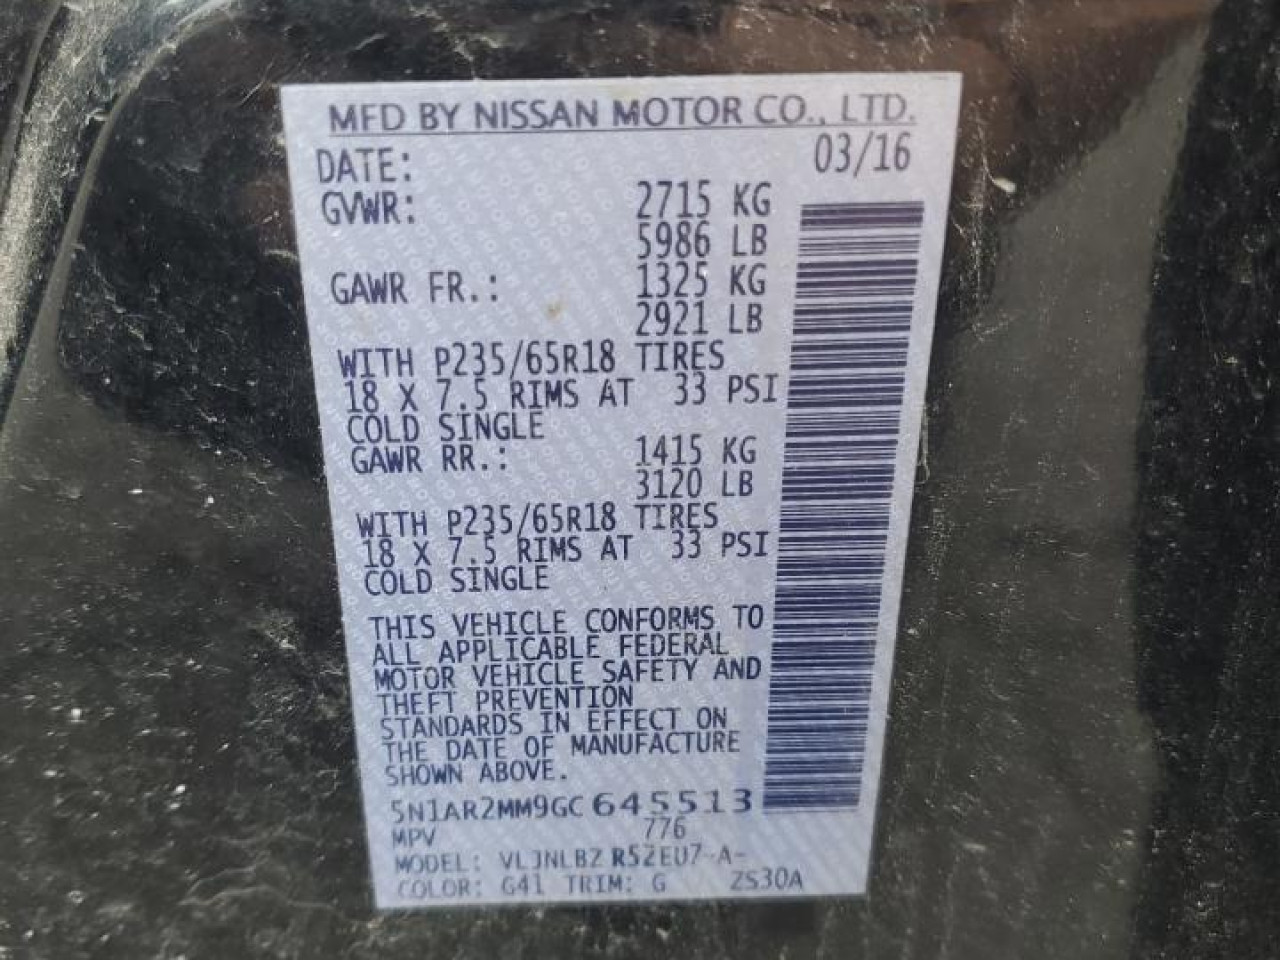 MFD BY NISSAN MOTOR CO., LTD.
DATE: 03/16
GVWR: 2715 KG
5986 LB
GAWR FR.: 1325 KG
2921 LB
WITH P235/65R18 TIRES
18 X 7.5 RIMS AT 33 PSI
COLD SINGLE
GAWR RR.: 1415 KG
3120 LB
WITH P235/65R18 TIRES
18 X 7.5 RIMS AT 33 PSI
COLD SINGLE
THIS VEHICLE CONFORMS TO
ALL APPLICABLE FEDERAL
MOTOR VEHICLE SAFETY AND
THEFT PREVENTION
STANDARDS IN EFFECT ON
THE DATE OF MANUFACTURE
SHOWN ABOVE.
5N1AR2MM9GC645513
MPV 776
MODEL: VLJNLBZ R52EUZ-A-
COLOR: G41 TRIM: G ZS30A